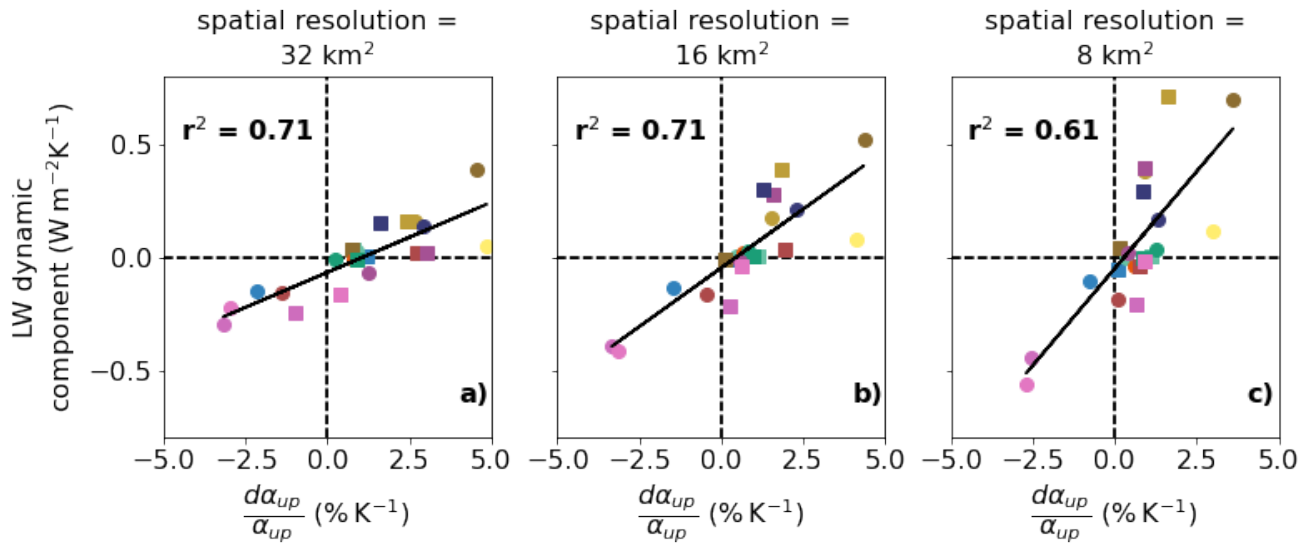 spatial resolution =
32 km²
spatial resolution =
16 km²
spatial resolution =
8 km²
LW dynamic
component (W m⁻²K⁻¹)
0.5
0.0
−0.5
r² = 0.71
a)
r² = 0.71
b)
r² = 0.61
c)
−5.0 −2.5 0.0 2.5 5.0
−5.0 −2.5 0.0 2.5 5.0
−5.0 −2.5 0.0 2.5 5.0
dα_up/α_up (% K⁻¹)
dα_up/α_up (% K⁻¹)
dα_up/α_up (% K⁻¹)